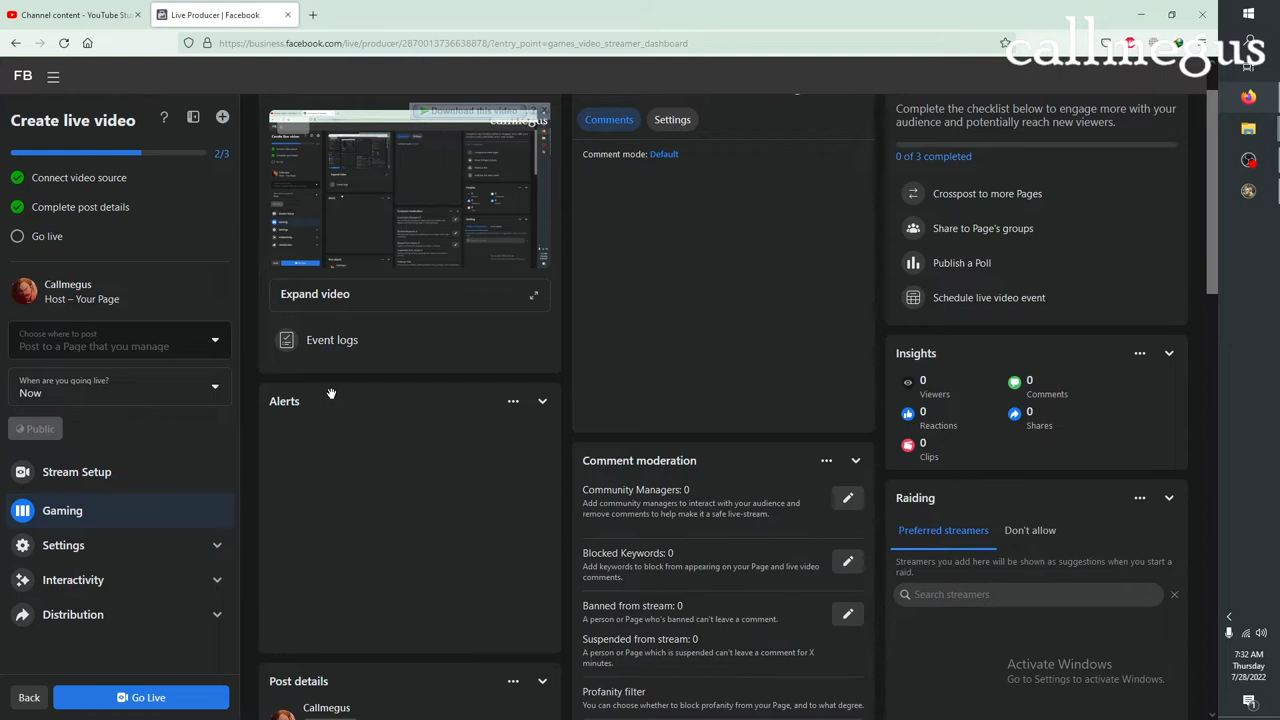 Channel content - YouTube Stu
Live Producer | Facebook
https://business.facebook.com/live/producer/2870013736638878/?entry_point=games_video_streamer_dashboard
callmegus
FB
Create live video
2/3
Connect video source
Complete post details
Go live
Callmegus
Host – Your Page
Choose where to post
Post to a Page that you manage
When are you going live?
Now
Public
Stream Setup
Gaming
Settings
Interactivity
Distribution
Back
Go Live
Download this video
callmegus
Expand video
Event logs
Alerts
Post details
Callmegus
Comments
Settings
Comment mode: Default
Comment moderation
Community Managers: 0
Add community managers to interact with your audience and
remove comments to help make it a safe live-stream.
Blocked Keywords: 0
Add keywords to block from appearing on your Page and live video
comments.
Banned from stream: 0
A person or Page who's banned can't leave a comment.
Suspended from stream: 0
A person or Page which is suspended can't leave a comment for X
minutes.
Profanity filter
You can choose whether to block profanity from your Page, and to what degree.
Complete the checklist below to engage more with your
audience and potentially reach new viewers.
0 of 3 completed
Crosspost to more Pages
Share to Page's groups
Publish a Poll
Schedule live video event
Insights
0
Viewers
0
Comments
0
Reactions
0
Shares
0
Clips
Raiding
Preferred streamers
Don't allow
Streamers you add here will be shown as suggestions when you start a
raid.
Search streamers
Activate Windows
Go to Settings to activate Windows.
7:32 AM
Thursday
7/28/2022